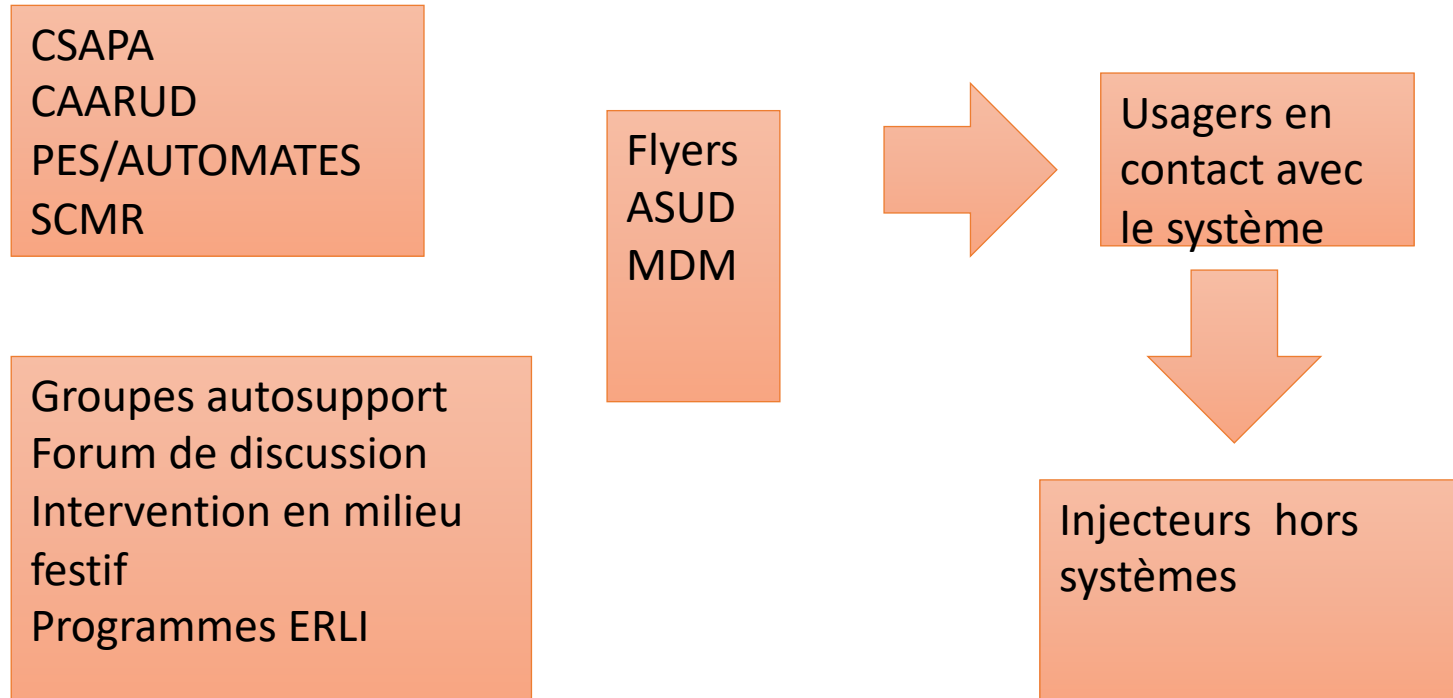 CSAPA
CAARUD
PES/AUTOMATES
SCMR
Groupes autosupport
Forum de discussion
Intervention en milieu
festif
Programmes ERLI
Flyers
ASUD
MDM
Usagers en
contact avec
le système
Injecteurs hors
systèmes